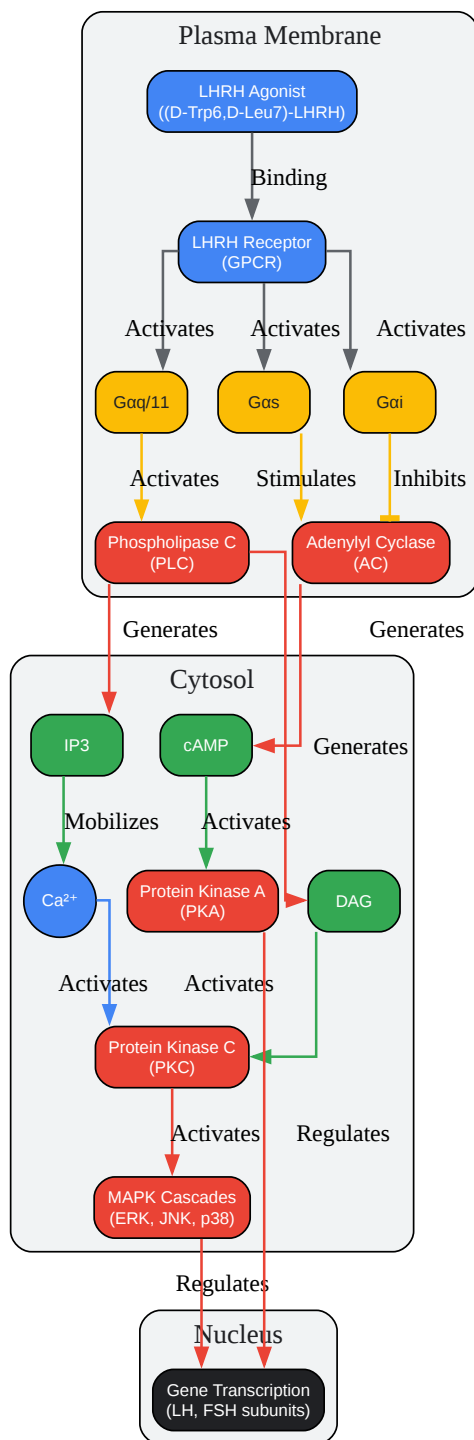 Plasma Membrane
LHRH Agonist
((D-Trp6,D-Leu7)-LHRH)
Binding
LHRH Receptor
(GPCR)
Activates
Activates
Activates
Gαq/11
Gαs
Gαi
Activates
Stimulates
Inhibits
Phospholipase C
(PLC)
Adenylyl Cyclase
(AC)
Generates
Generates
Cytosol
IP3
cAMP
Generates
Mobilizes
Activates
Ca²⁺
Protein Kinase A
(PKA)
DAG
Activates
Activates
Protein Kinase C
(PKC)
Activates
Regulates
MAPK Cascades
(ERK, JNK, p38)
Regulates
Nucleus
Gene Transcription
(LH, FSH subunits)